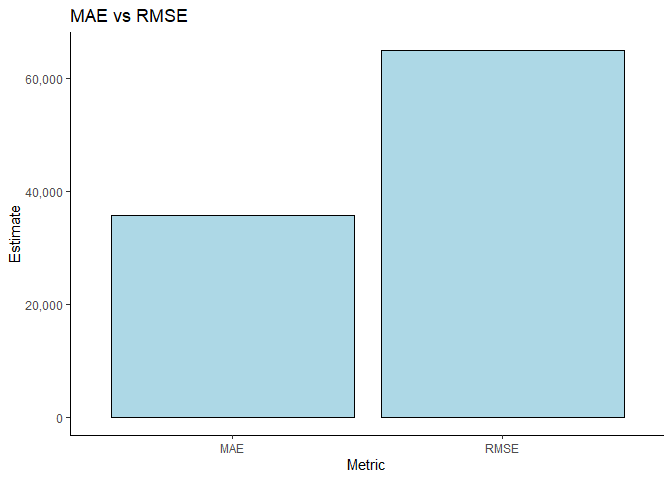 MAE vs RMSE
Estimate
60,000
40,000
20,000
0
MAE
RMSE
Metric